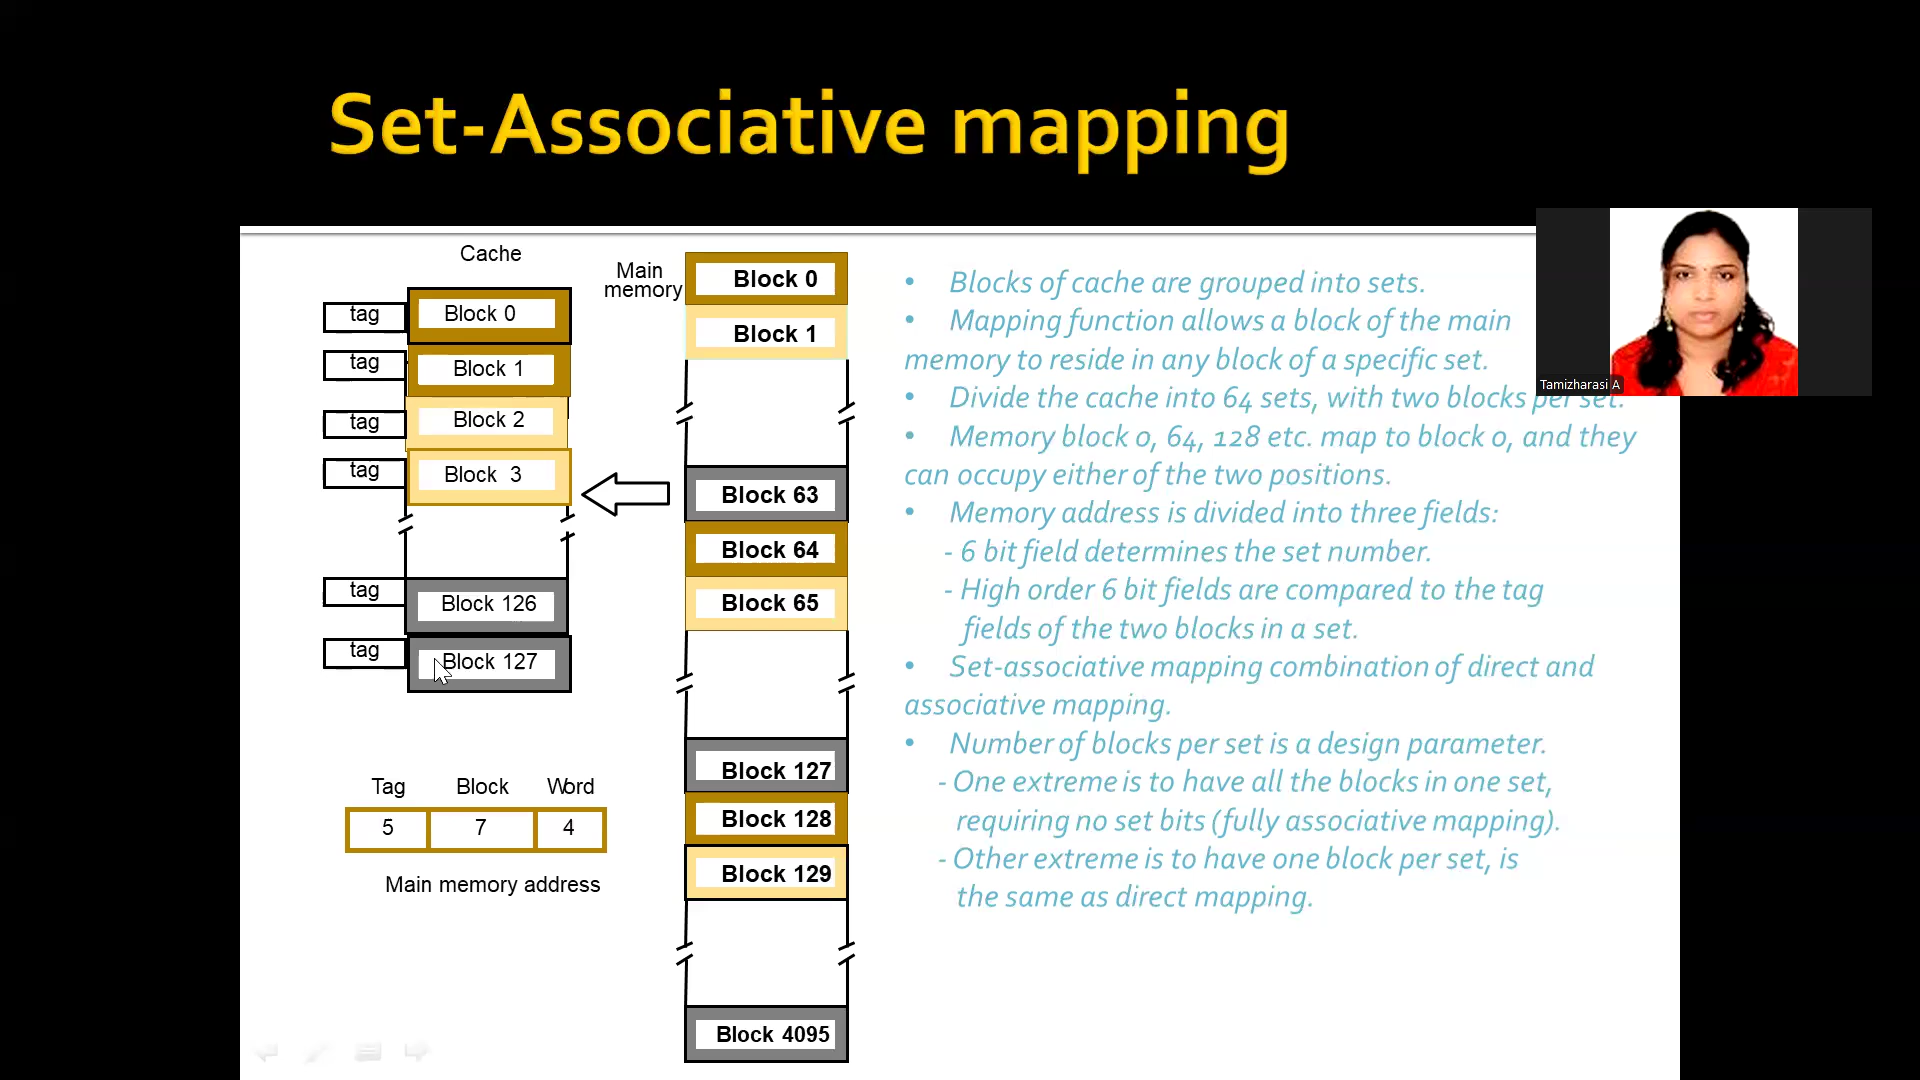 Set-Associative mapping
Cache
Main
memory
tag
Block 0
tag
Block 1
tag
Block 2
tag
Block 3
tag
Block 126
tag
Block 127
Block 0
Block 1
Block 63
Block 64
Block 65
Block 127
Block 128
Block 129
Block 4095
Tag Block Word
5 7 4
Main memory address
• Blocks of cache are grouped into sets.
• Mapping function allows a block of the main
memory to reside in any block of a specific set.
• Divide the cache into 64 sets, with two blocks per set.
• Memory block 0, 64, 128 etc. map to block 0, and they
can occupy either of the two positions.
• Memory address is divided into three fields:
- 6 bit field determines the set number.
- High order 6 bit fields are compared to the tag
fields of the two blocks in a set.
• Set-associative mapping combination of direct and
associative mapping.
• Number of blocks per set is a design parameter.
- One extreme is to have all the blocks in one set,
requiring no set bits (fully associative mapping).
- Other extreme is to have one block per set, is
the same as direct mapping.
Tamizharasi A